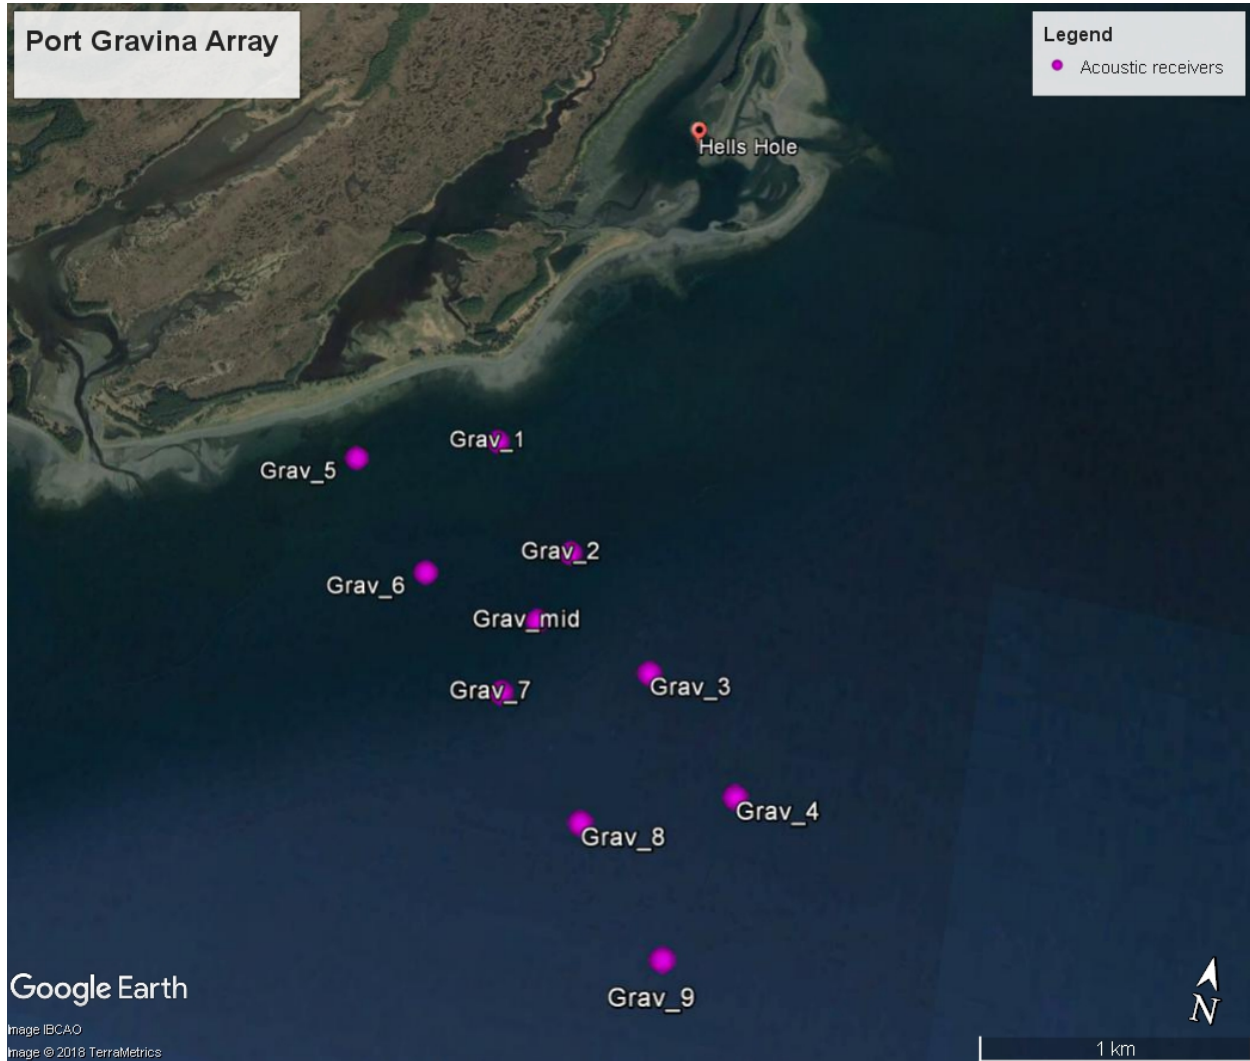 Port Gravina Array
Legend
Acoustic receivers
Hells Hole
Grav_1
Grav_5
Grav_2
Grav_6
Grav_mid
Grav_3
Grav_7
Grav_4
Grav_8
Grav_9
Google Earth
N
Image IBCAO
Image © 2018 TerraMetrics
1 km